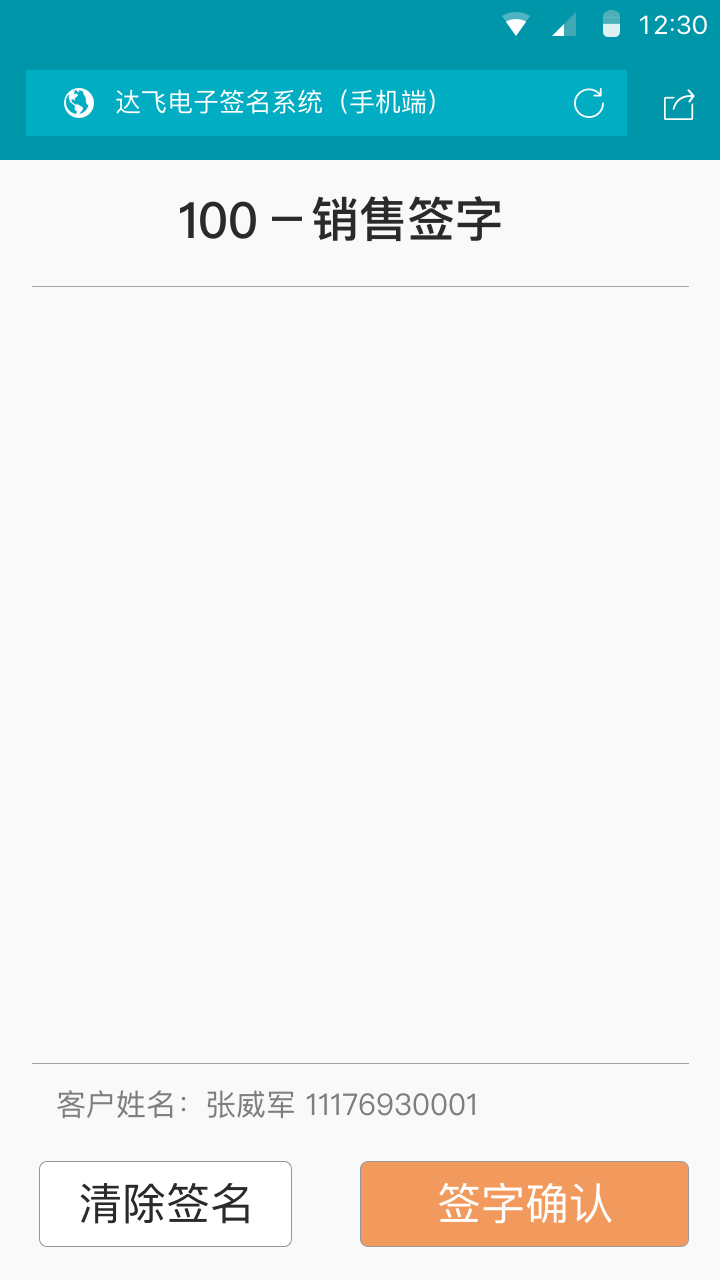 12:30
达飞电子签名系统（手机端）
100 – 销售签字
客户姓名：张威军 11176930001
清除签名
签字确认